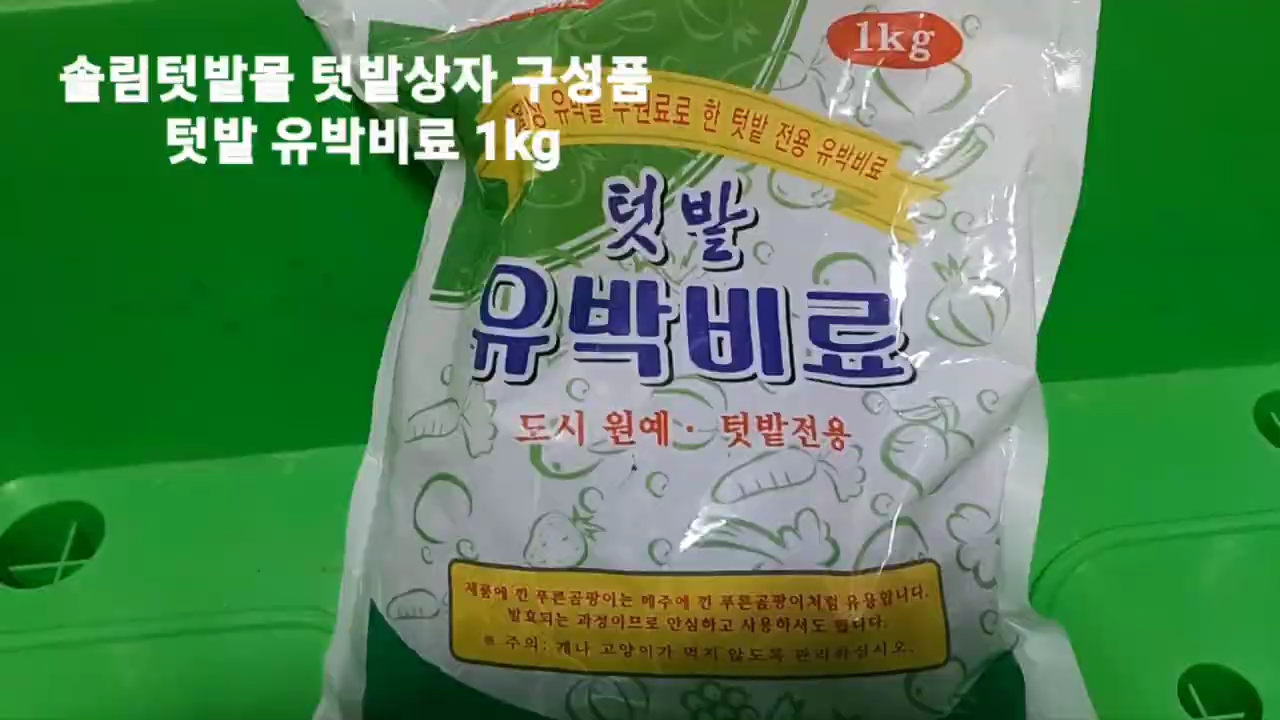 솔림텃발몰 텃발상자 구성품
텃발 유박비료 1kg
1kg
유박을 주원료로 한 텃밭 전용 유박비료
텃발
유박비료
도시 원예· 텃밭전용
제품에 낀 푸른곰팡이는 메주에 낀 푸른곰팡이처럼 유용합니다.
발효되는 과정이므로 안심하고 사용하셔도 됩니다.
※ 주의: 개나 고양이가 먹지 않도록 관리하십시오.